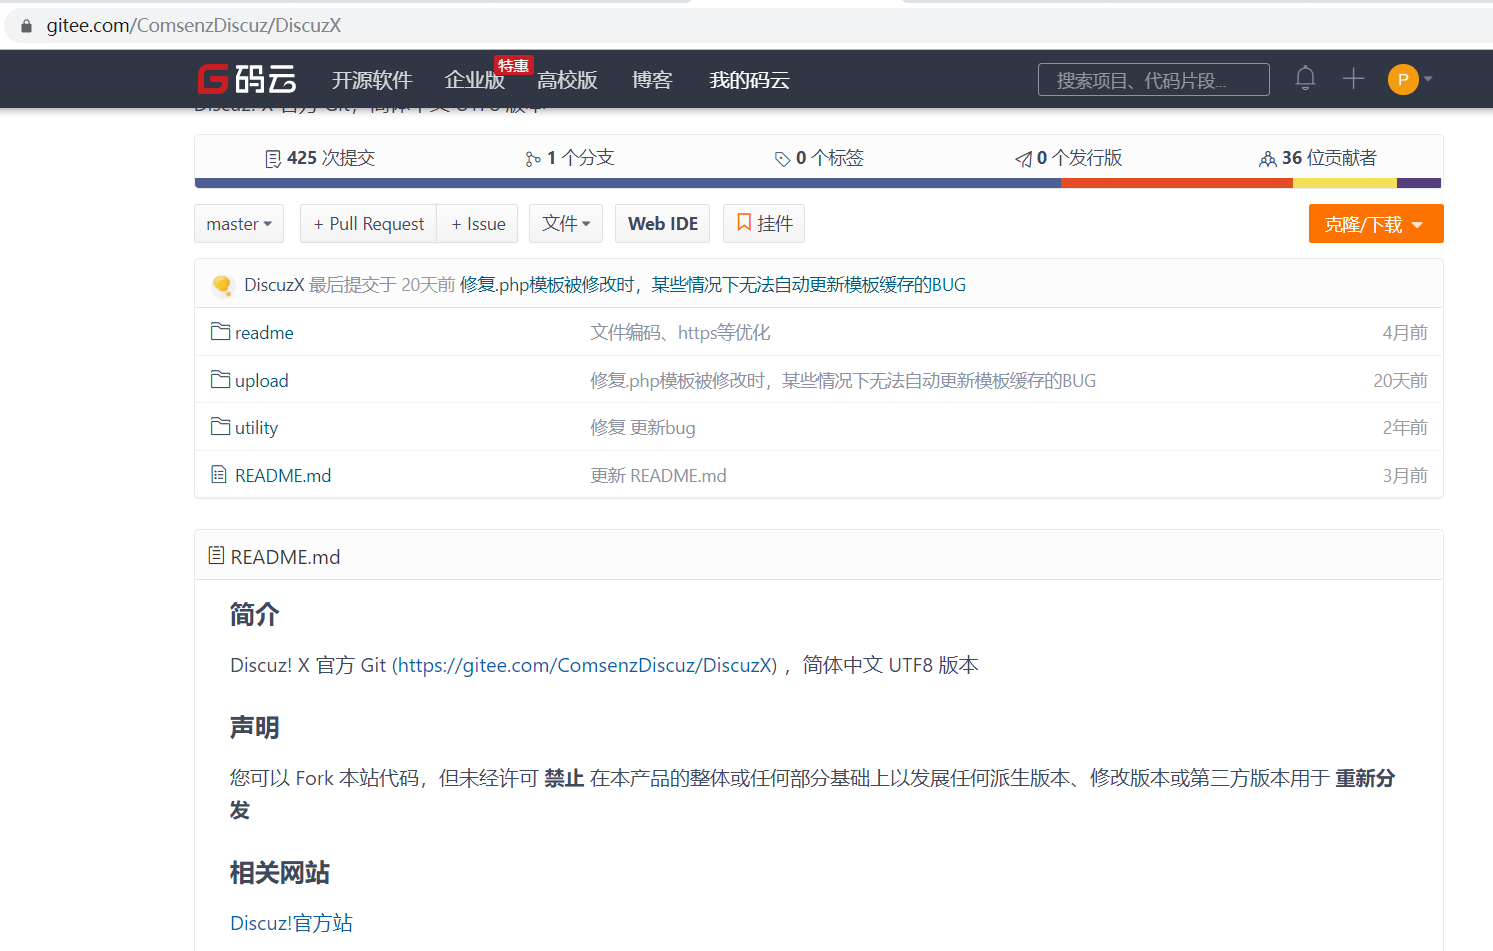 gitee.com/ComsenzDiscuz/DiscuzX
G 码云 开源软件 企业版 特惠 高校版 博客 我的码云 搜索项目、代码片段... P
Discuz! X 官方 Git，简体中文 UTF8 版本
425 次提交 1 个分支 0 个标签 0 个发行版 36 位贡献者
master + Pull Request + Issue 文件 Web IDE 挂件 克隆/下载
DiscuzX 最后提交于 20天前 修复.php模板被修改时，某些情况下无法自动更新模板缓存的BUG
readme 文件编码、https等优化 4月前
upload 修复.php模板被修改时，某些情况下无法自动更新模板缓存的BUG 20天前
utility 修复 更新bug 2年前
README.md 更新 README.md 3月前
README.md
简介
Discuz! X 官方 Git (https://gitee.com/ComsenzDiscuz/DiscuzX) ，简体中文 UTF8 版本
声明
您可以 Fork 本站代码，但未经许可 禁止 在本产品的整体或任何部分基础上以发展任何派生版本、修改版本或第三方版本用于 重新分
发
相关网站
Discuz!官方站